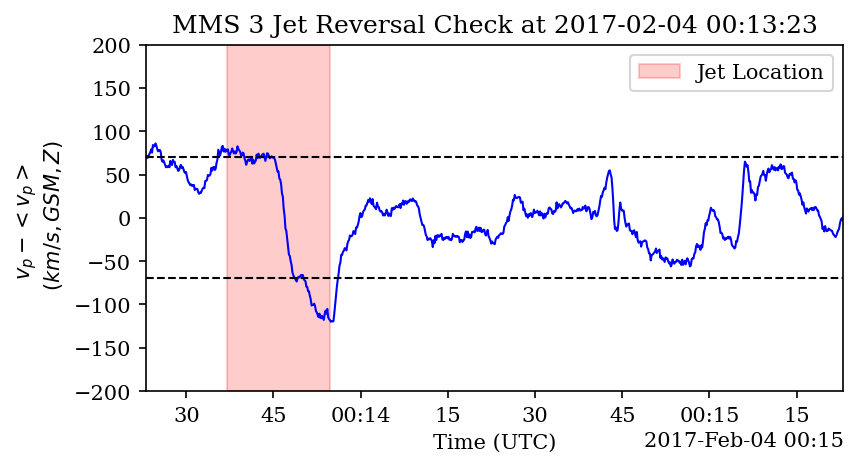 MMS 3 Jet Reversal Check at 2017-02-04 00:13:23
200
150
100
50
0
−50
−100
−150
−200
v_p − < v_p >
(km/s, GSM, Z)
Jet Location
30 45 00:14 15 30 45 00:15 15
Time (UTC)
2017-Feb-04 00:15